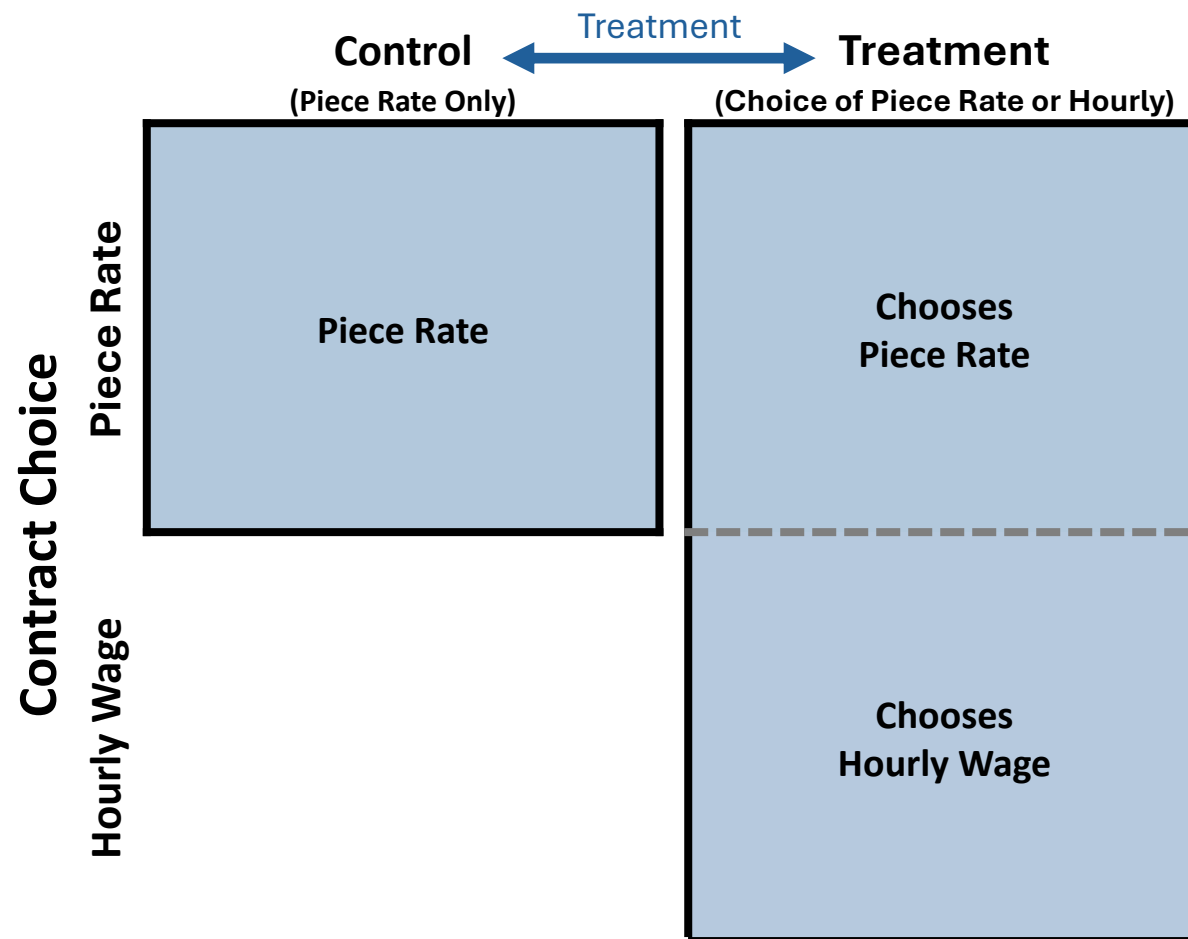 Treatment
Control
Treatment
(Piece Rate Only)
(Choice of Piece Rate or Hourly)
Contract Choice
Piece Rate
Hourly Wage
Piece Rate
Chooses
Piece Rate
Chooses
Hourly Wage